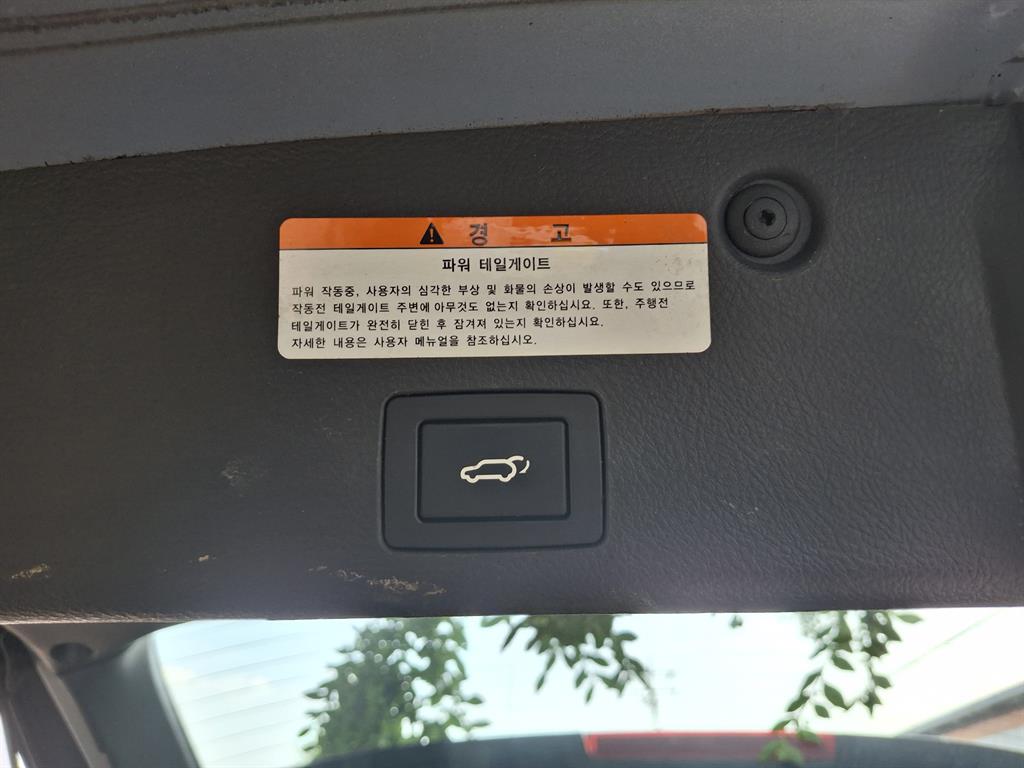 경 고
파워 테일게이트
파워 작동중, 사용자의 심각한 부상 및 화물의 손상이 발생할 수도 있으므로
작동전 테일게이트 주변에 아무것도 없는지 확인하십시요. 또한, 주행전
테일게이트가 완전히 닫힌 후 잠겨져 있는지 확인하십시요.
자세한 내용은 사용자 메뉴얼을 참조하십시오.